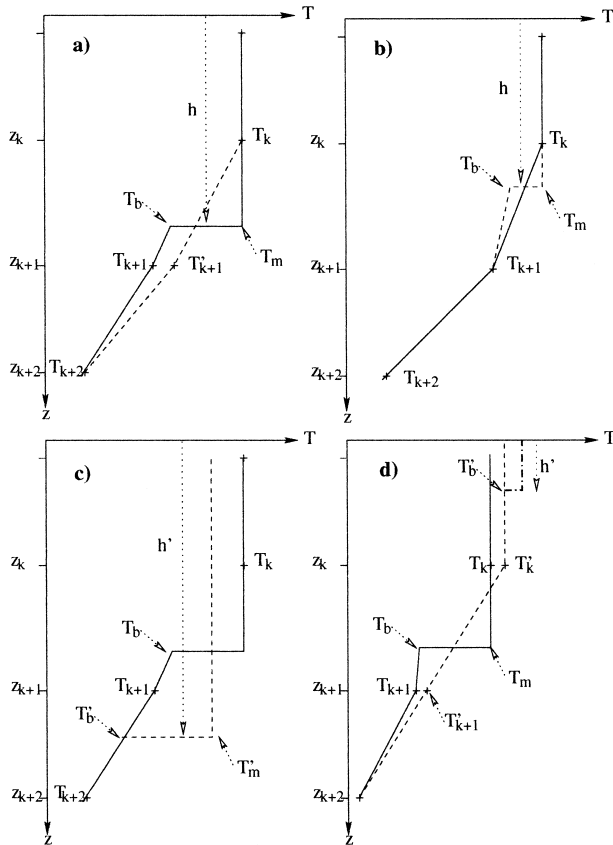 T
a)
h
z_k
T_k
T_b
T_m
z_{k+1}
T_{k+1}
T'_{k+1}
z_{k+2}
T_{k+2}
z
T
b)
h
z_k
T_k
T_b
T_m
z_{k+1}
T_{k+1}
z_{k+2}
T_{k+2}
z
T
c)
h'
z_k
T_k
T_b
z_{k+1}
T_{k+1}
T'_b
T'_m
z_{k+2}
T_{k+2}
z
T
d)
T'_b
h'
z_k
T_k
T'_k
T_b
T_m
z_{k+1}
T_{k+1}
T'_{k+1}
z_{k+2}
z